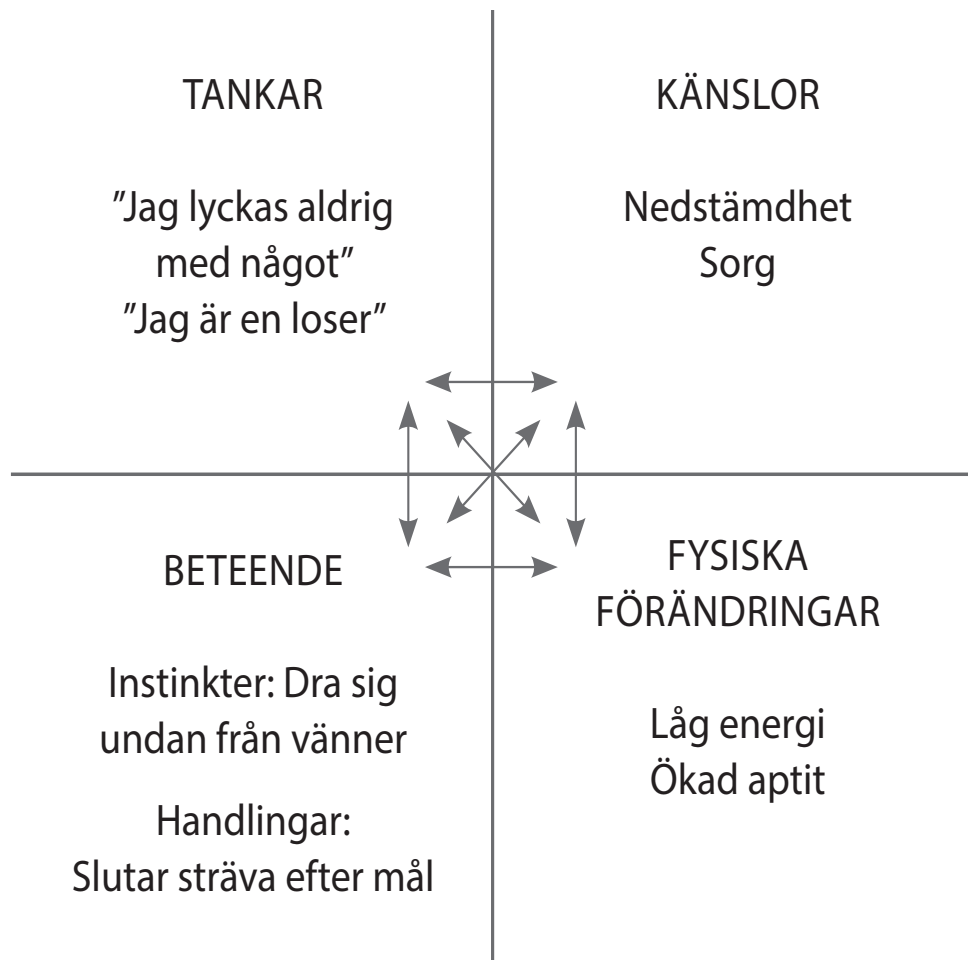 TANKAR
”Jag lyckas aldrig
med något”
”Jag är en loser”
KÄNSLOR
Nedstämdhet
Sorg
BETEENDE
Instinkter: Dra sig
undan från vänner
Handlingar:
Slutar sträva efter mål
FYSISKA
FÖRÄNDRINGAR
Låg energi
Ökad aptit